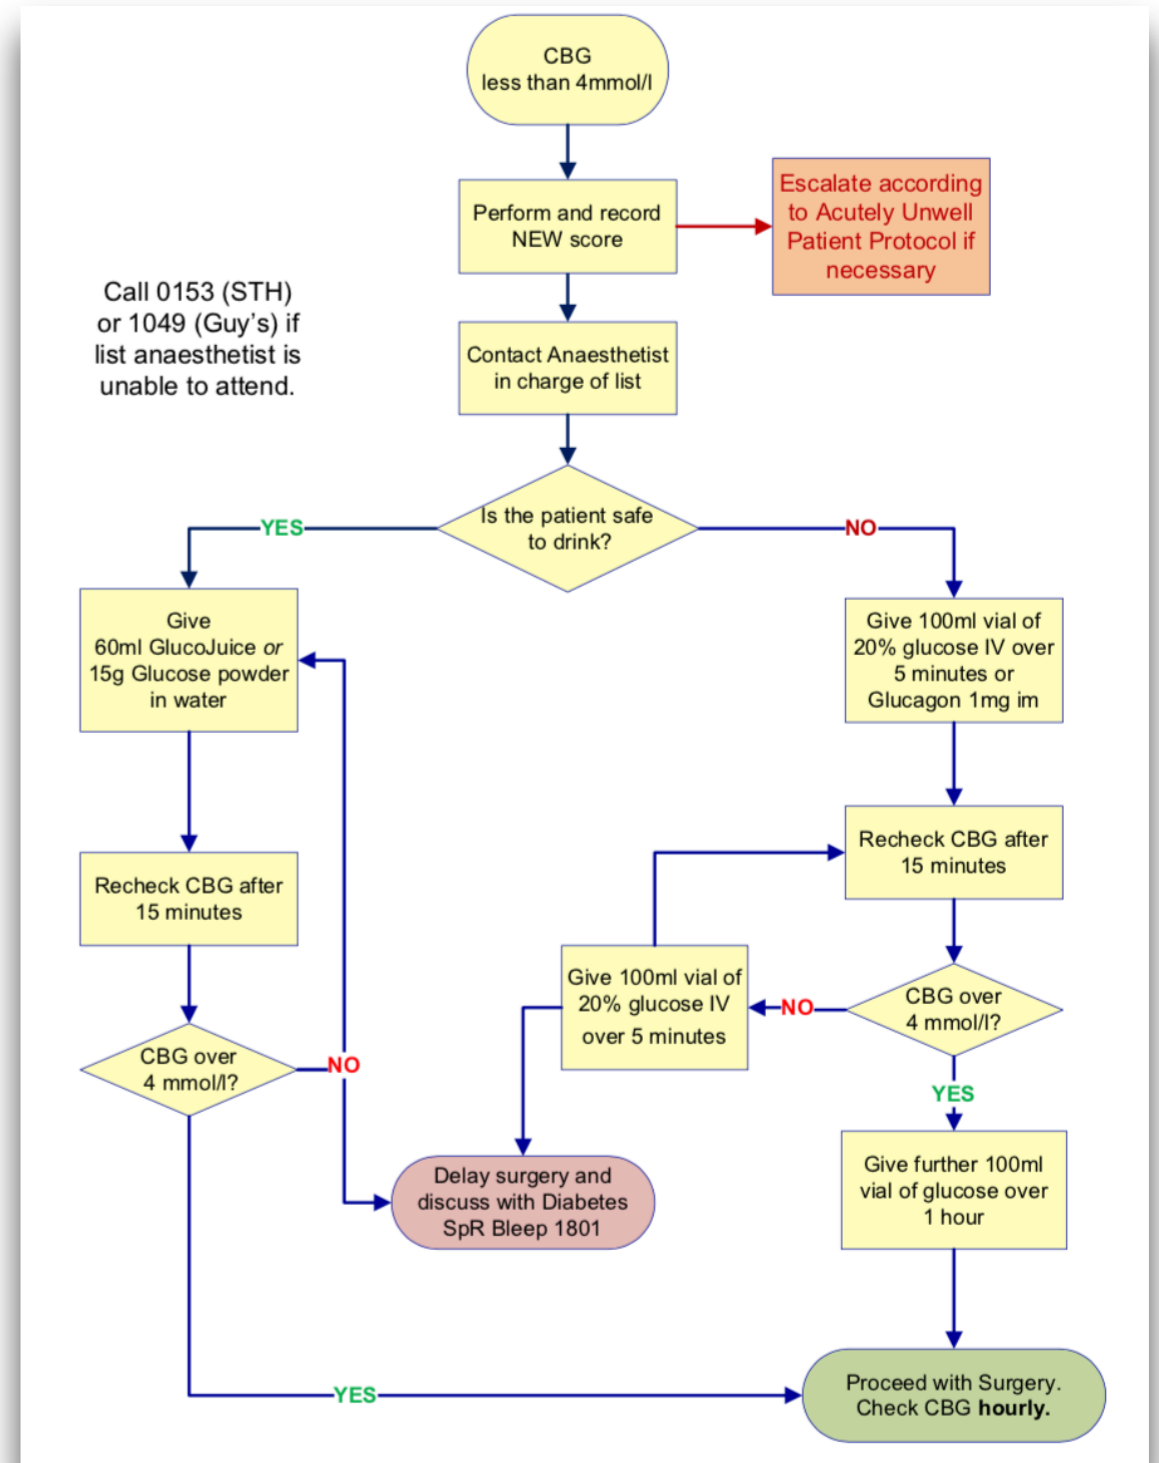 CBG
less than 4mmol/l
Perform and record
NEW score
Escalate according
to Acutely Unwell
Patient Protocol if
necessary
Call 0153 (STH)
or 1049 (Guy's) if
list anaesthetist is
unable to attend.
Contact Anaesthetist
in charge of list
Is the patient safe
to drink?
YES
NO
Give
60ml GlucoJuice or
15g Glucose powder
in water
Give 100ml vial of
20% glucose IV over
5 minutes or
Glucagon 1mg im
Recheck CBG after
15 minutes
Recheck CBG after
15 minutes
Give 100ml vial of
20% glucose IV
over 5 minutes
NO
CBG over
4 mmol/l?
CBG over
4 mmol/l?
NO
YES
Give further 100ml
vial of glucose over
1 hour
Delay surgery and
discuss with Diabetes
SpR Bleep 1801
YES
Proceed with Surgery.
Check CBG hourly.